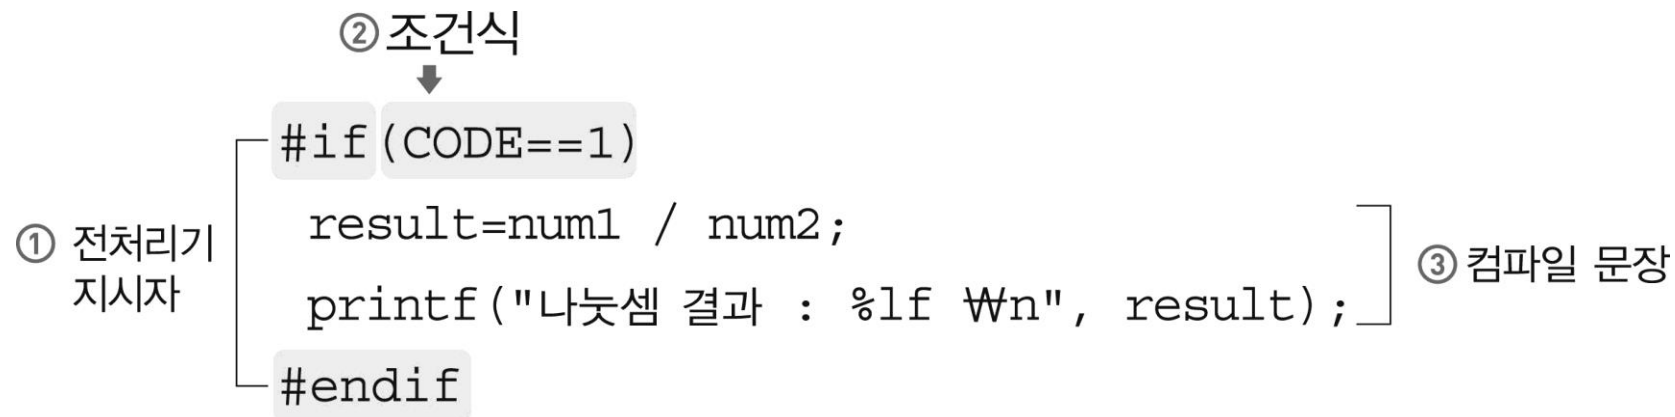 ② 조건식
#if(CODE==1)
① 전처리기
지시자
result=num1 / num2;
printf("나눗셈 결과 : %lf ₩n", result);
③ 컴파일 문장
#endif